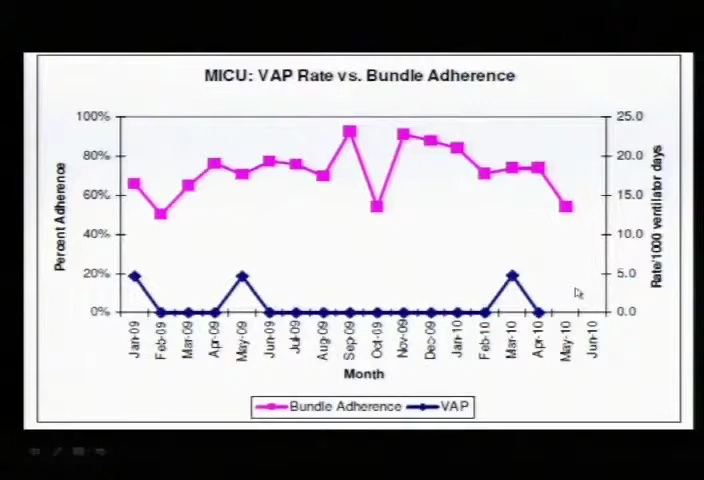 MICU: VAP Rate vs. Bundle Adherence
100%
80%
60%
40%
20%
0%
Percent Adherence
25.0
20.0
15.0
10.0
5.0
0.0
Rate/1000 ventilator days
Jan-09
Feb-09
Mar-09
Apr-09
May-09
Jun-09
Jul-09
Aug-09
Sep-09
Oct-09
Nov-09
Dec-09
Jan-10
Feb-10
Mar-10
Apr-10
May-10
Jun-10
Month
Bundle Adherence VAP